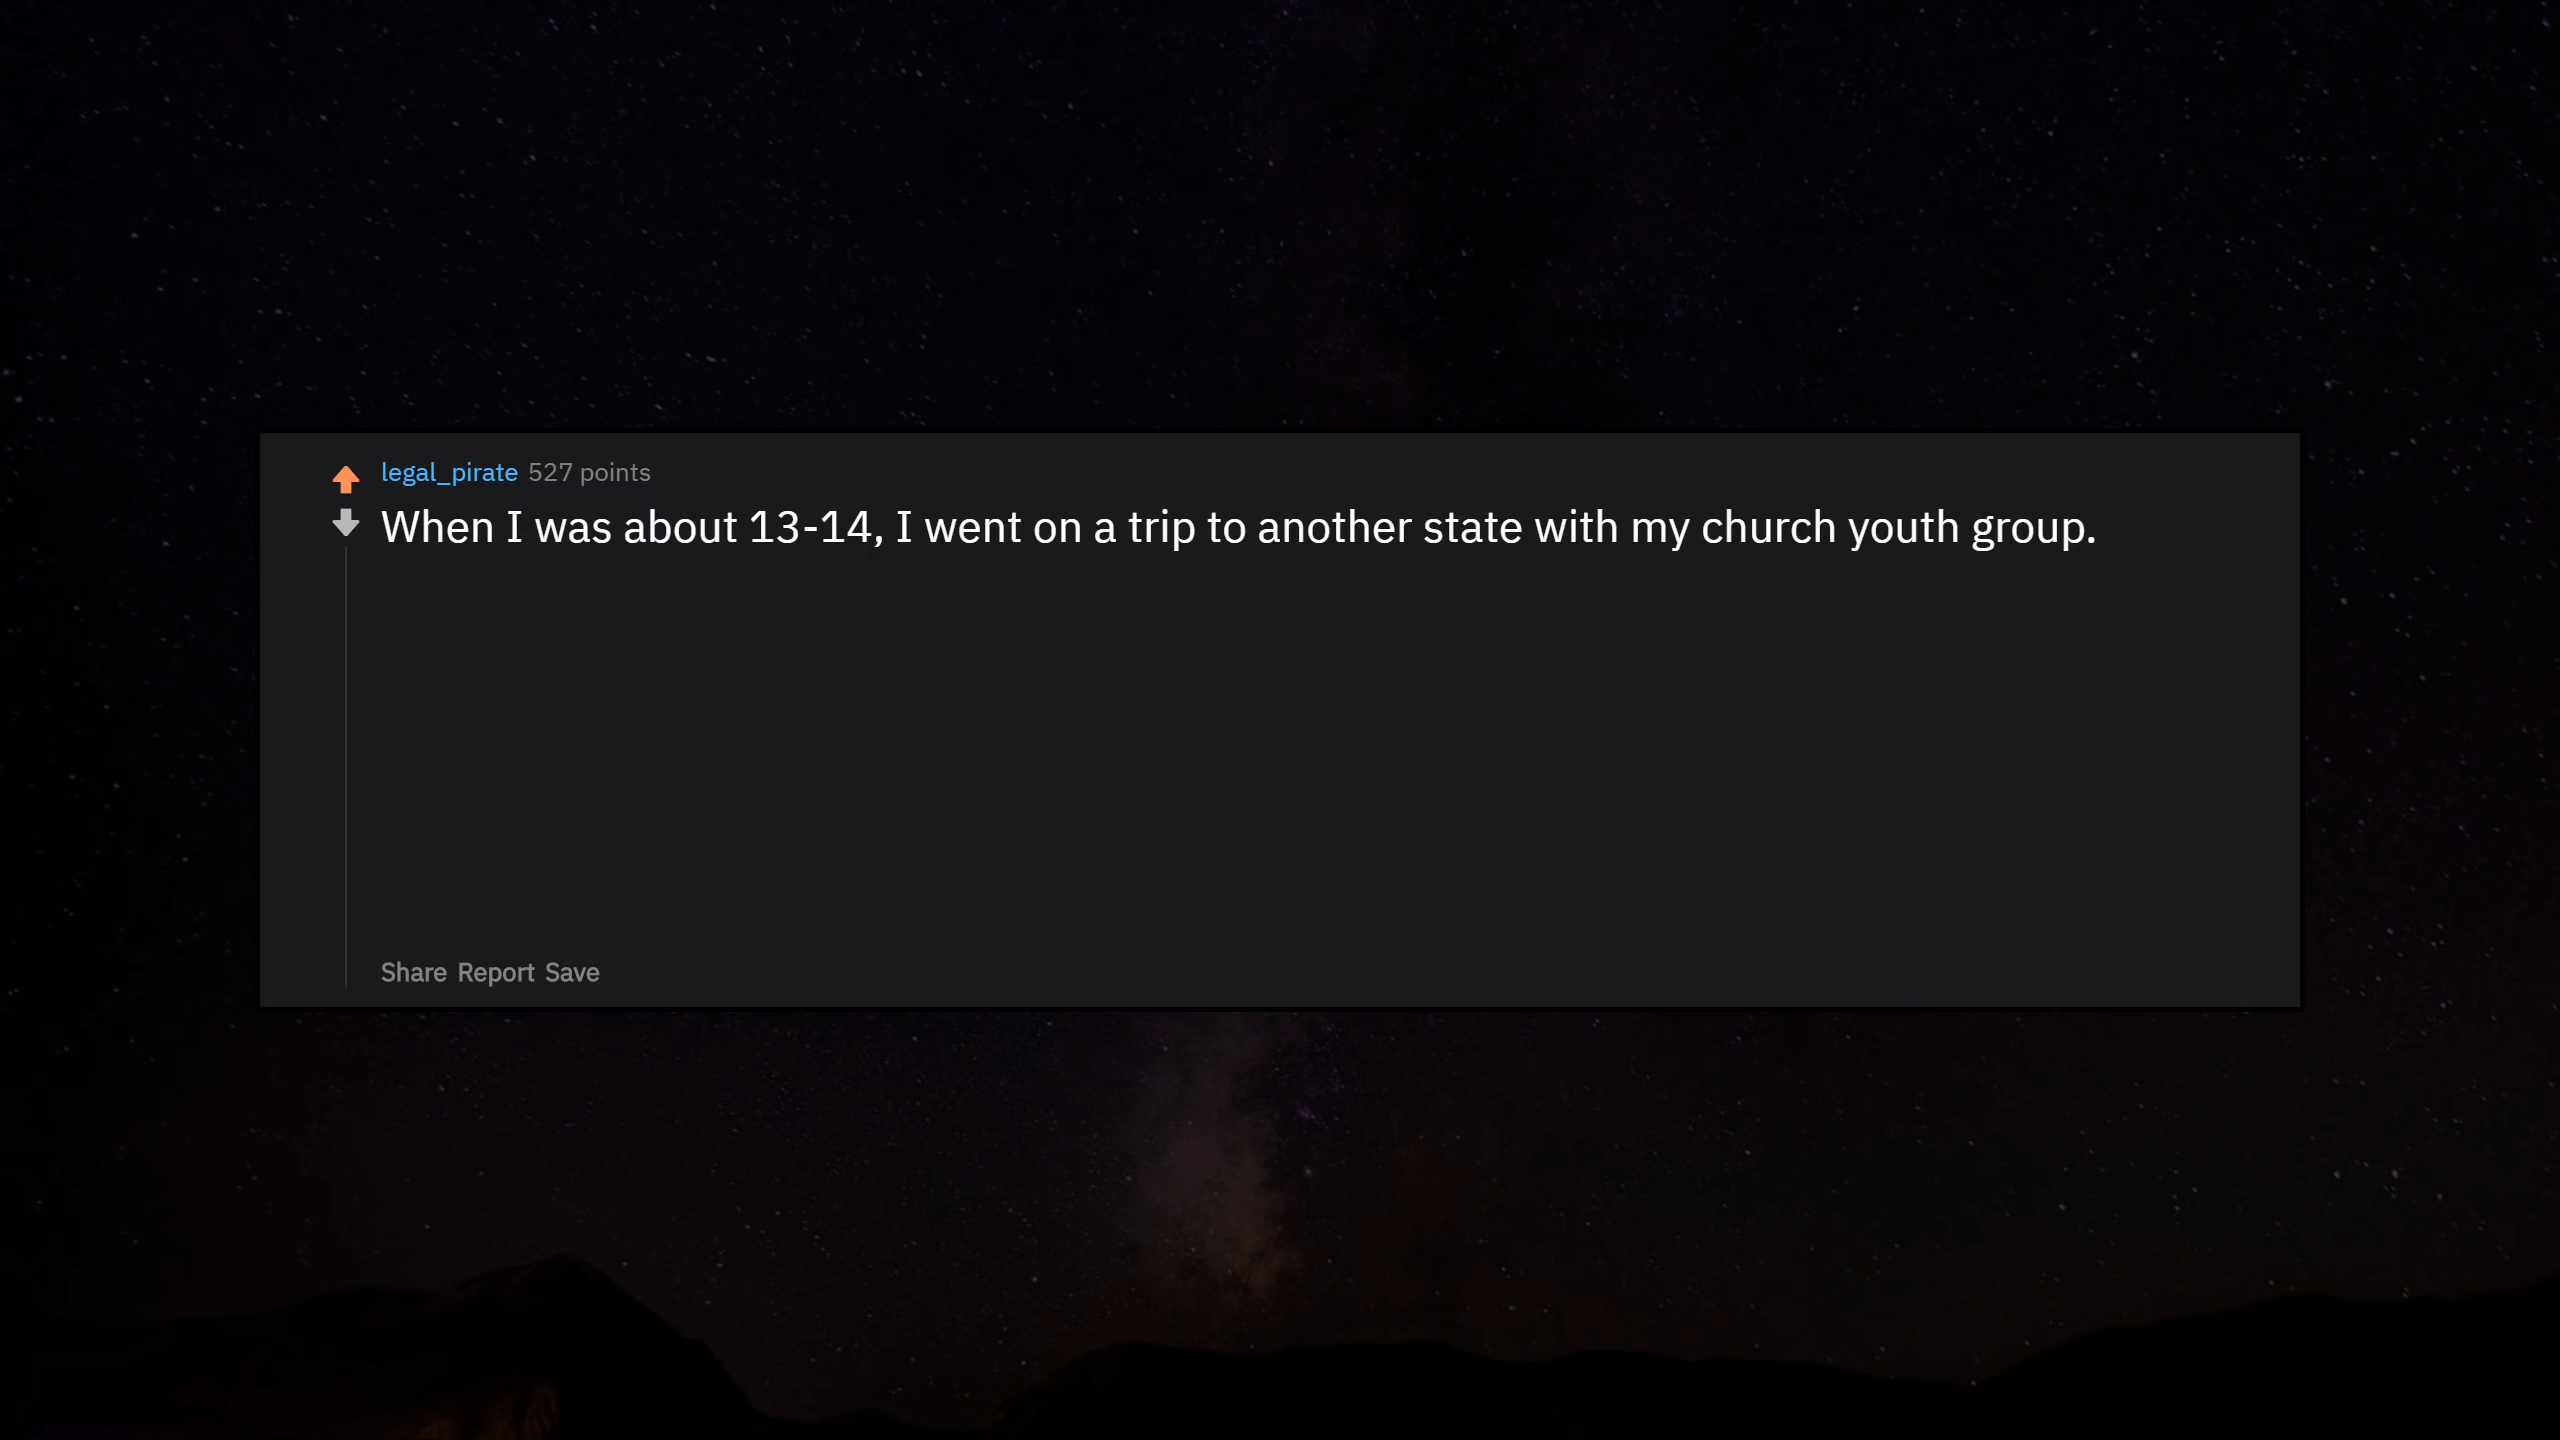 legal_pirate 527 points
When I was about 13-14, I went on a trip to another state with my church youth group.
Share Report Save